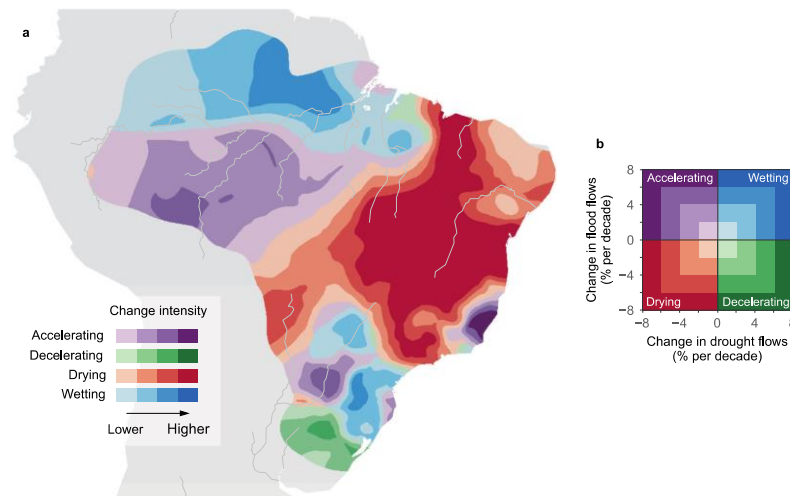 a
b
Accelerating
Wetting
8
4
0
−4
−8
Drying
Decelerating
−8
−4
0
4
8
Change in flood flows
(% per decade)
Change in drought flows
(% per decade)
Change intensity
Accelerating
Decelerating
Drying
Wetting
Lower
Higher